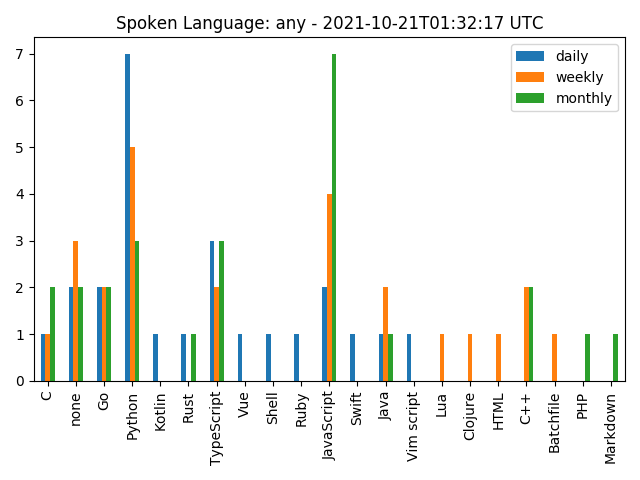 Spoken Language: any - 2021-10-21T01:32:17 UTC
daily
weekly
monthly
7
6
5
4
3
2
1
0
C
none
Go
Python
Kotlin
Rust
TypeScript
Vue
Shell
Ruby
JavaScript
Swift
Java
Vim script
Lua
Clojure
HTML
C++
Batchfile
PHP
Markdown